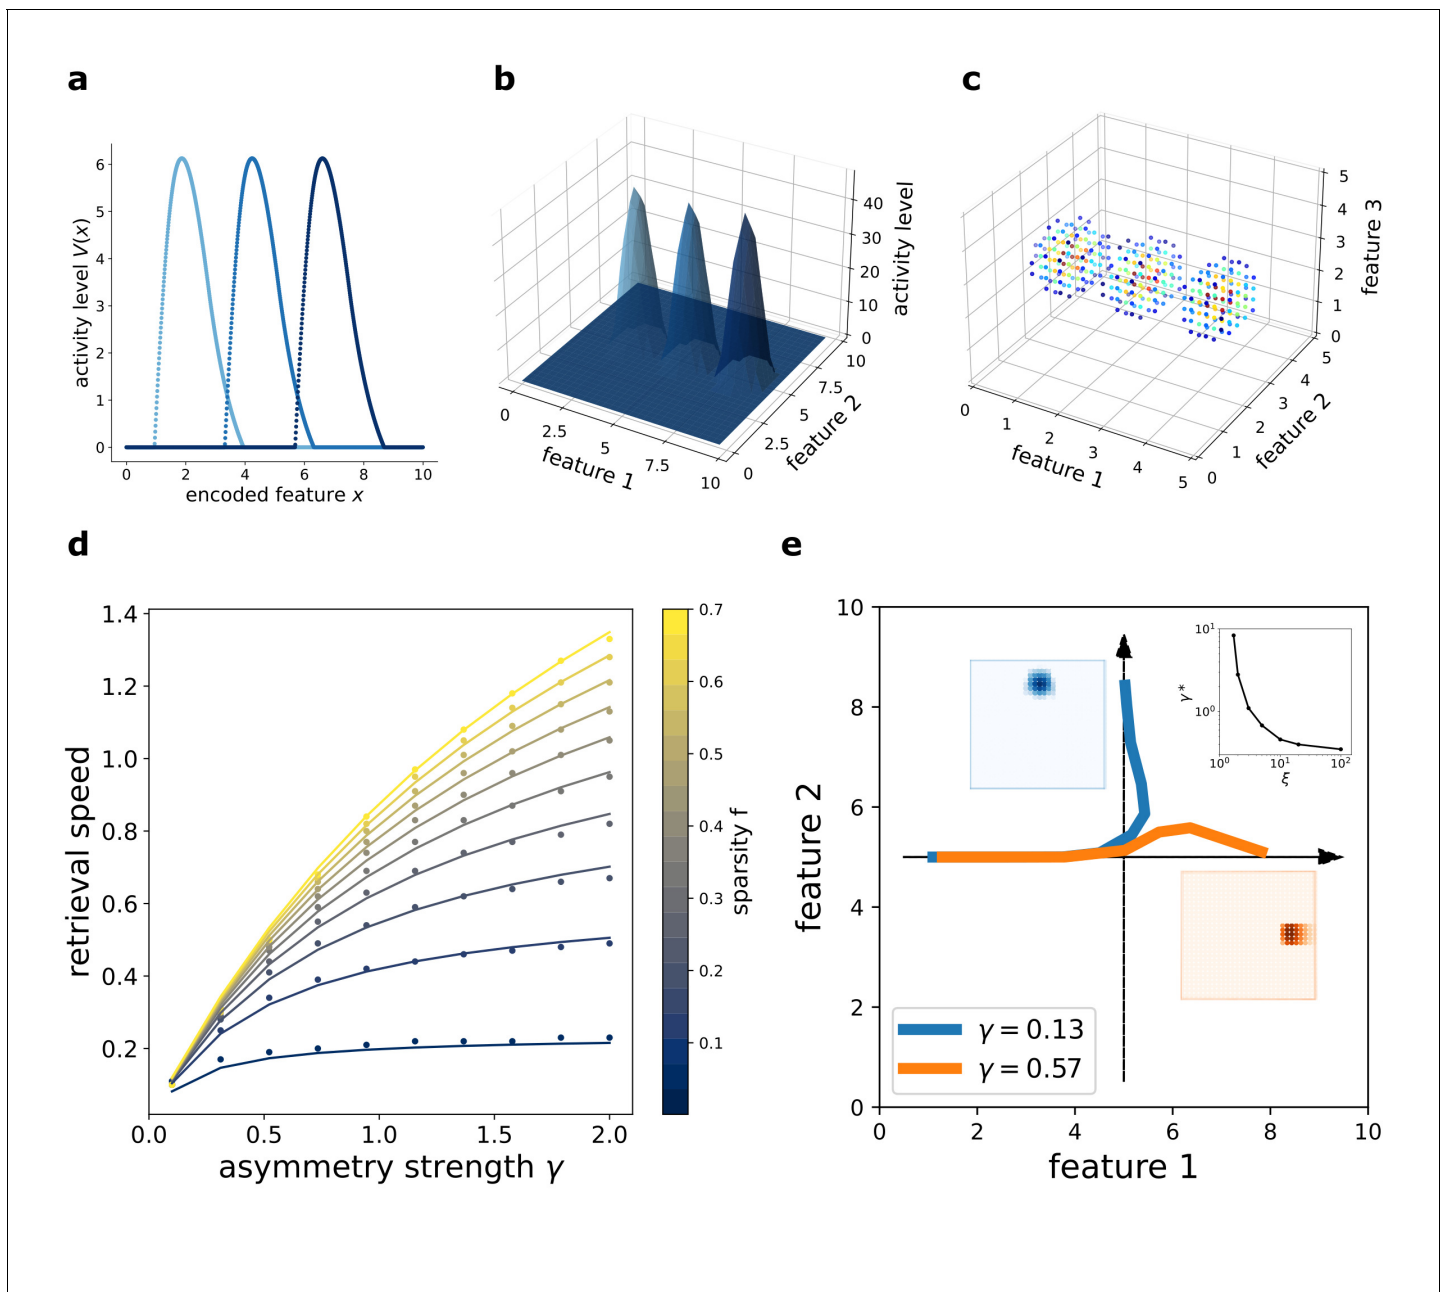 a
6
5
4
3
2
1
0
activity level V(x)
0 2 4 6 8 10
encoded feature x
b
40
30
20
10
0
activity level
0 2.5 5 7.5 10
feature 1
0 2.5 5 7.5 10
feature 2
c
5
4
3
2
1
0
feature 3
0 1 2 3 4 5
feature 1
0 1 2 3 4 5
feature 2
d
1.4
1.2
1.0
0.8
0.6
0.4
0.2
retrieval speed
0.0 0.5 1.0 1.5 2.0
asymmetry strength γ
0.7
0.6
0.5
0.4
0.3
0.2
0.1
sparsity f
e
10
8
6
4
2
0
feature 2
0 2 4 6 8 10
feature 1
γ = 0.13
γ = 0.57
10¹
10⁰
γ*
10⁰ 10¹ 10²
ξ